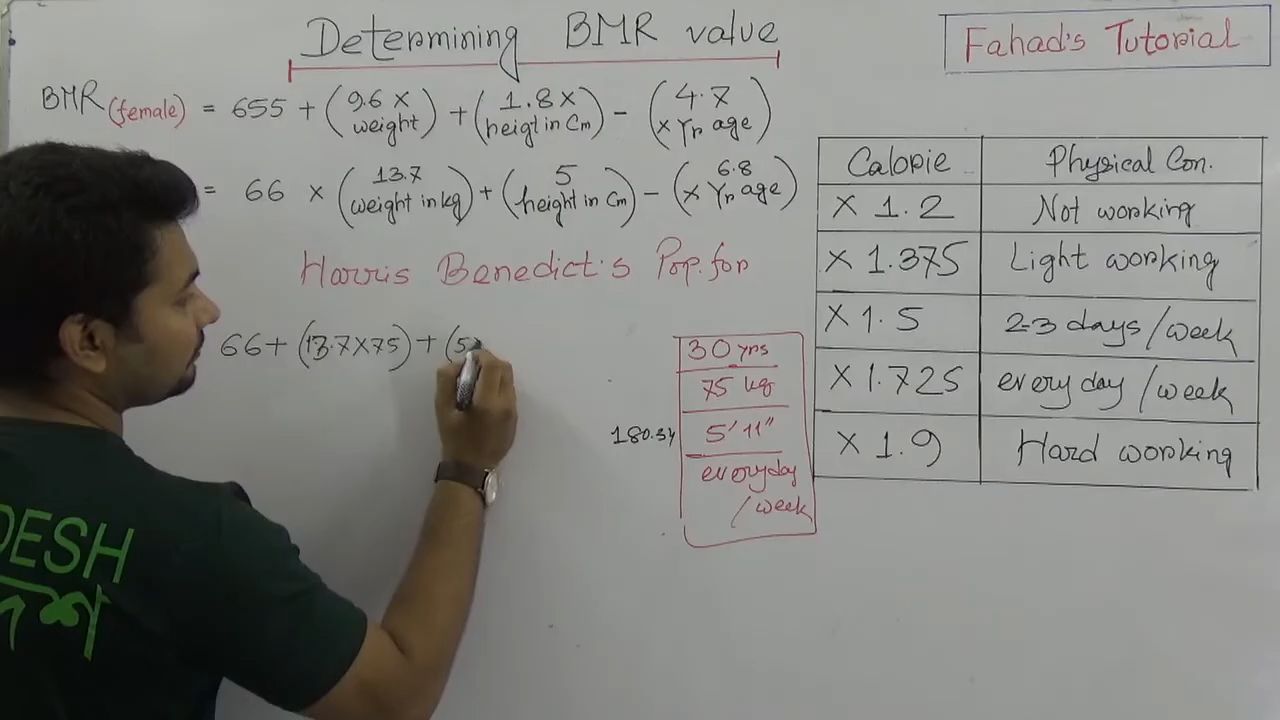 Determining BMR value
Fahad's Tutorial
BMR (female) = 655 + (9.6 x weight) + (1.8 x heigt in Cm) - (4.7 x Yr age)
= 66 x (13.7 weight in kg) + (5 height in Cm) - (6.8 x Yr age)
Harris Benedict's Pop. for
66 + (13.7 x 75) + (5
30 yrs
75 kg
180.34 5' 11"
everyday
/week
Calorie Physical Con.
x 1.2 Not working
x 1.375 Light working
x 1.5 2-3 days/week
x 1.725 every day/week
x 1.9 Hard working
DESH